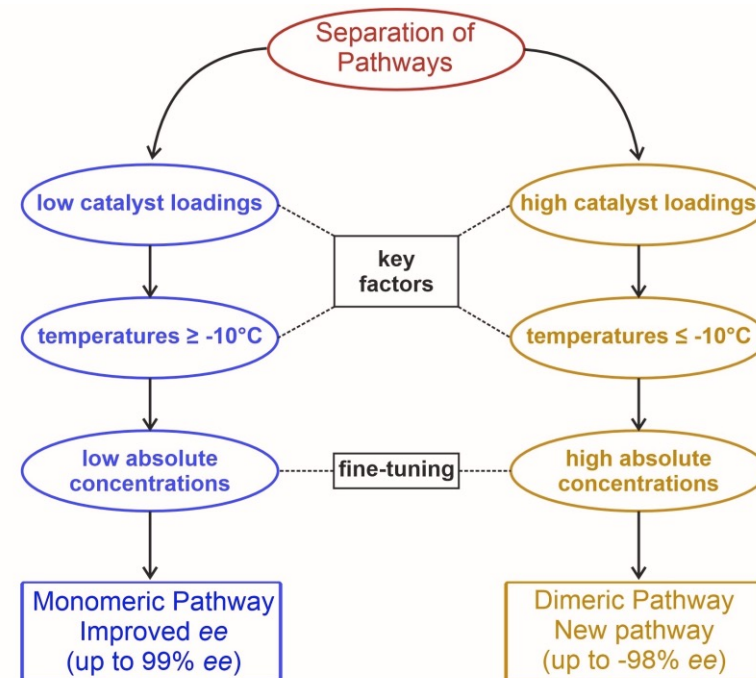 Separation of
Pathways
low catalyst loadings
high catalyst loadings
key
factors
temperatures ≥ -10°C
temperatures ≤ -10°C
low absolute
concentrations
fine-tuning
high absolute
concentrations
Monomeric Pathway
Improved ee
(up to 99% ee)
Dimeric Pathway
New pathway
(up to -98% ee)